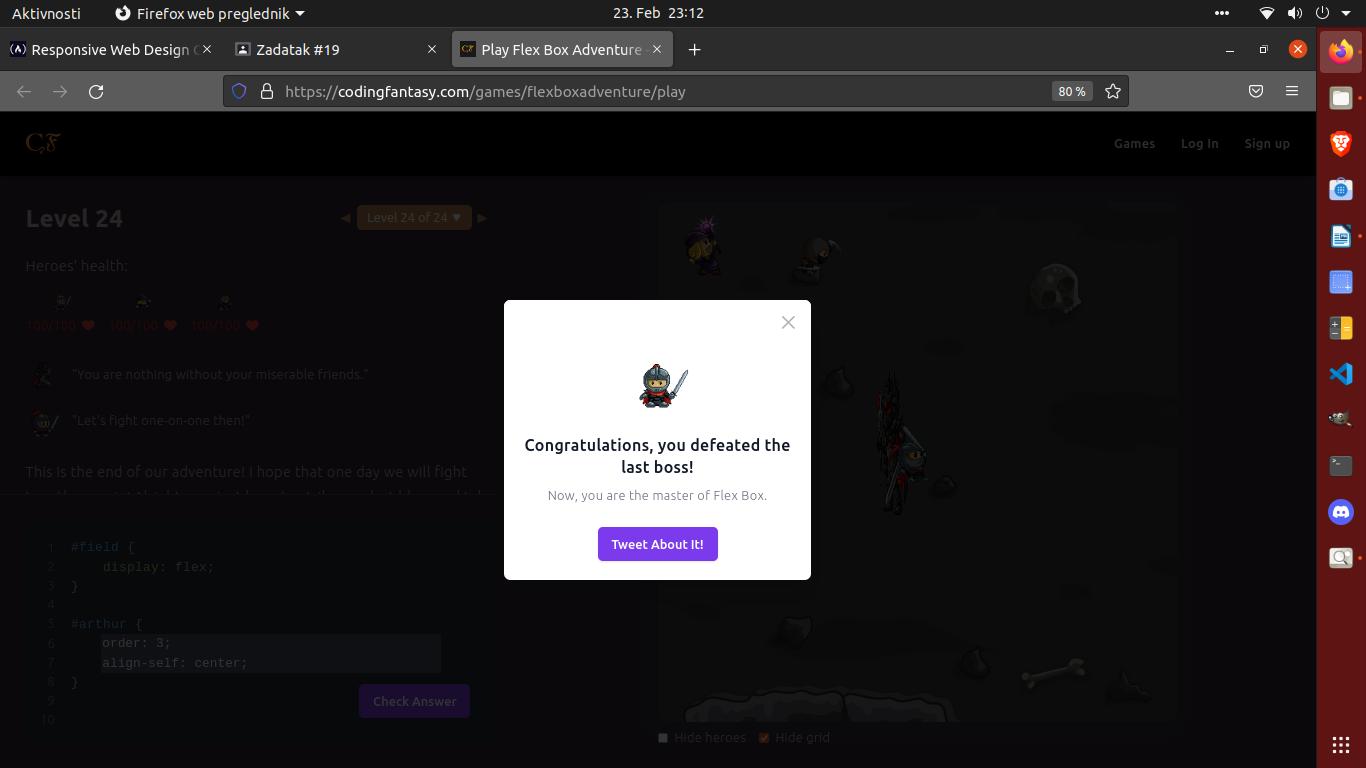 Aktivnosti
Firefox web preglednik
23. Feb 23:12
Responsive Web Design
Zadatak #19
Play Flex Box Adventure
https://codingfantasy.com/games/flexboxadventure/play
80 %
CF
Games
Log In
Sign up
Level 24
Level 24 of 24 ▼
Heroes' health:
100/100
100/100
100/100
"You are nothing without your miserable friends."
"Let's fight one-on-one then!"
This is the end of our adventure! I hope that one day we will fight
Congratulations, you defeated the
last boss!
Now, you are the master of Flex Box.
Tweet About It!
1 #field {
2 display: flex;
3 }
4
5 #arthur {
6 order: 3;
7 align-self: center;
8 }
9
10
Check Answer
Hide heroes
Hide grid